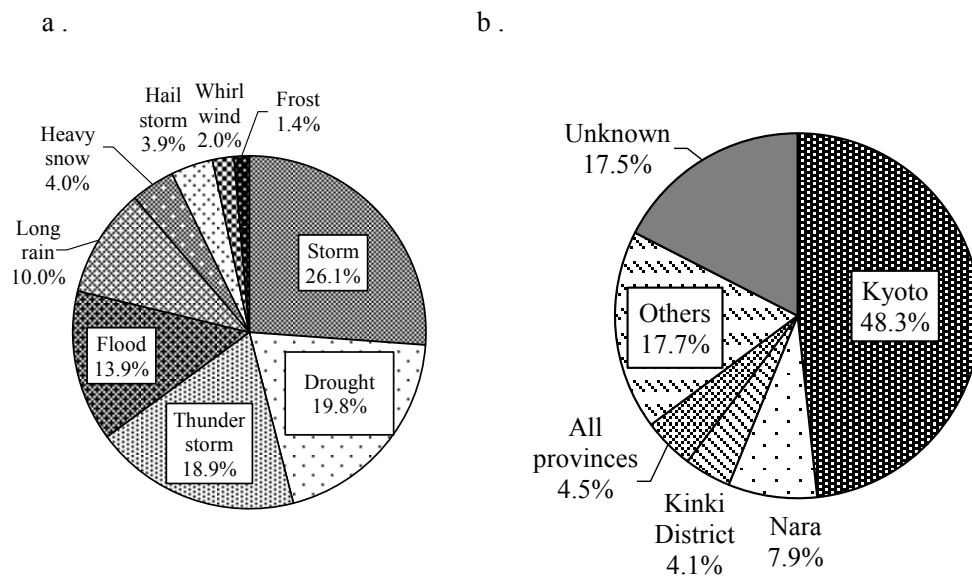 a .
Hail
storm
3.9%
Whirl
wind
2.0%
Frost
1.4%
Heavy
snow
4.0%
Long
rain
10.0%
Storm
26.1%
Flood
13.9%
Drought
19.8%
Thunder
storm
18.9%
b .
Unknown
17.5%
Kyoto
48.3%
Others
17.7%
All
provinces
4.5%
Kinki
District
4.1%
Nara
7.9%